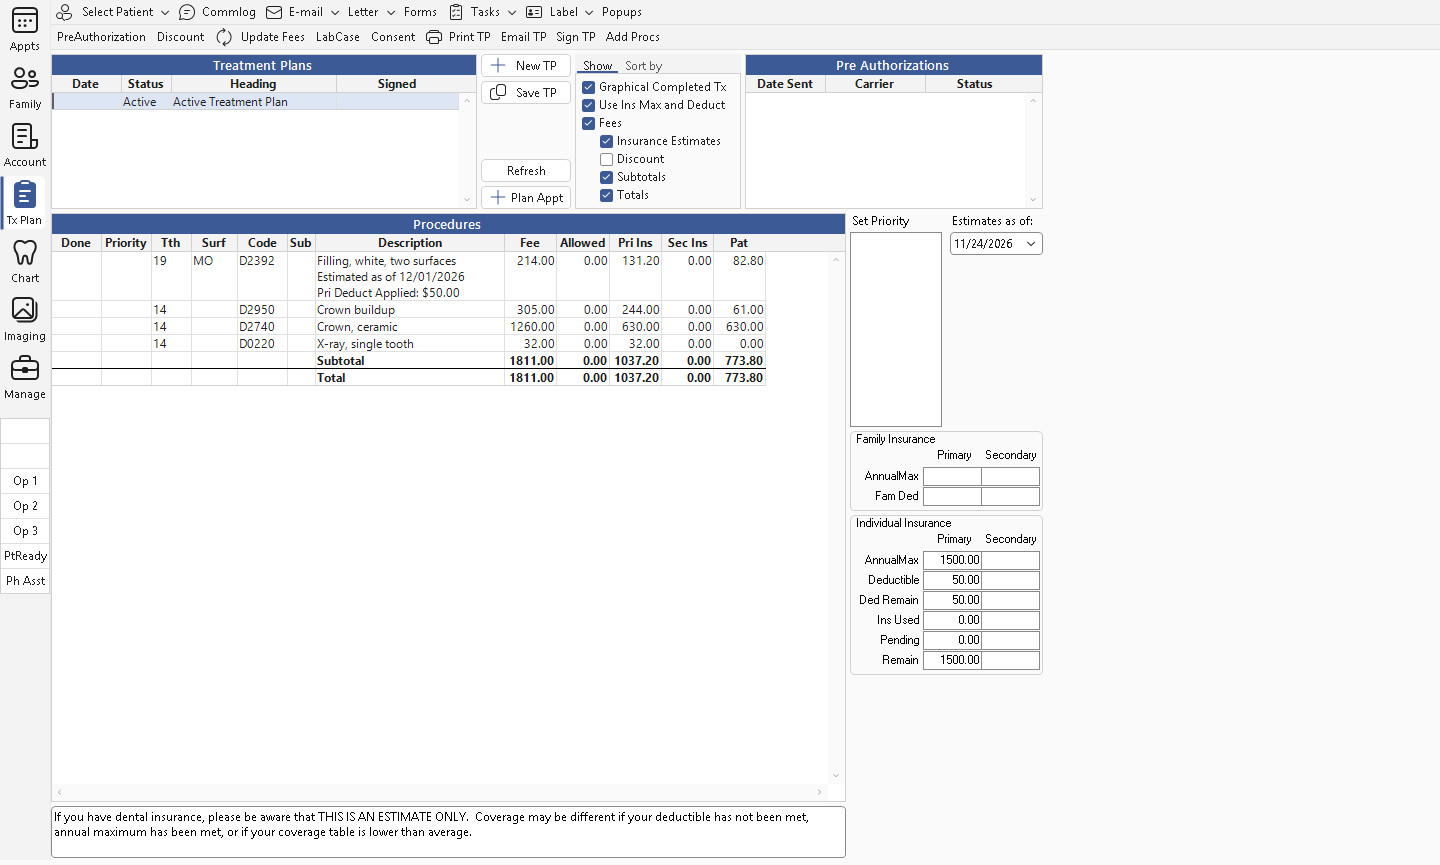 Select Patient Commlog E-mail Letter Forms Tasks Label Popups
PreAuthorization Discount Update Fees LabCase Consent Print TP Email TP Sign TP Add Procs
Appts
Family
Account
Tx Plan
Chart
Imaging
Manage
Op 1
Op 2
Op 3
PtReady
Ph Asst
Treatment Plans
Date Status Heading Signed
Active Active Treatment Plan
New TP
Save TP
Refresh
Plan Appt
Show Sort by
Graphical Completed Tx
Use Ins Max and Deduct
Fees
Insurance Estimates
Discount
Subtotals
Totals
Pre Authorizations
Date Sent Carrier Status
Procedures
Done Priority Tth Surf Code Sub Description Fee Allowed Pri Ins Sec Ins Pat
19 MO D2392 Filling, white, two surfaces 214.00 0.00 131.20 0.00 82.80
Estimated as of 12/01/2026
Pri Deduct Applied: $50.00
14 D2950 Crown buildup 305.00 0.00 244.00 0.00 61.00
14 D2740 Crown, ceramic 1260.00 0.00 630.00 0.00 630.00
14 D0220 X-ray, single tooth 32.00 0.00 32.00 0.00 0.00
Subtotal 1811.00 0.00 1037.20 0.00 773.80
Total 1811.00 0.00 1037.20 0.00 773.80
Set Priority
Estimates as of:
11/24/2026
Family Insurance
Primary Secondary
AnnualMax
Fam Ded
Individual Insurance
Primary Secondary
AnnualMax 1500.00
Deductible 50.00
Ded Remain 50.00
Ins Used 0.00
Pending 0.00
Remain 1500.00
If you have dental insurance, please be aware that THIS IS AN ESTIMATE ONLY.  Coverage may be different if your deductible has not been met,
annual maximum has been met, or if your coverage table is lower than average.